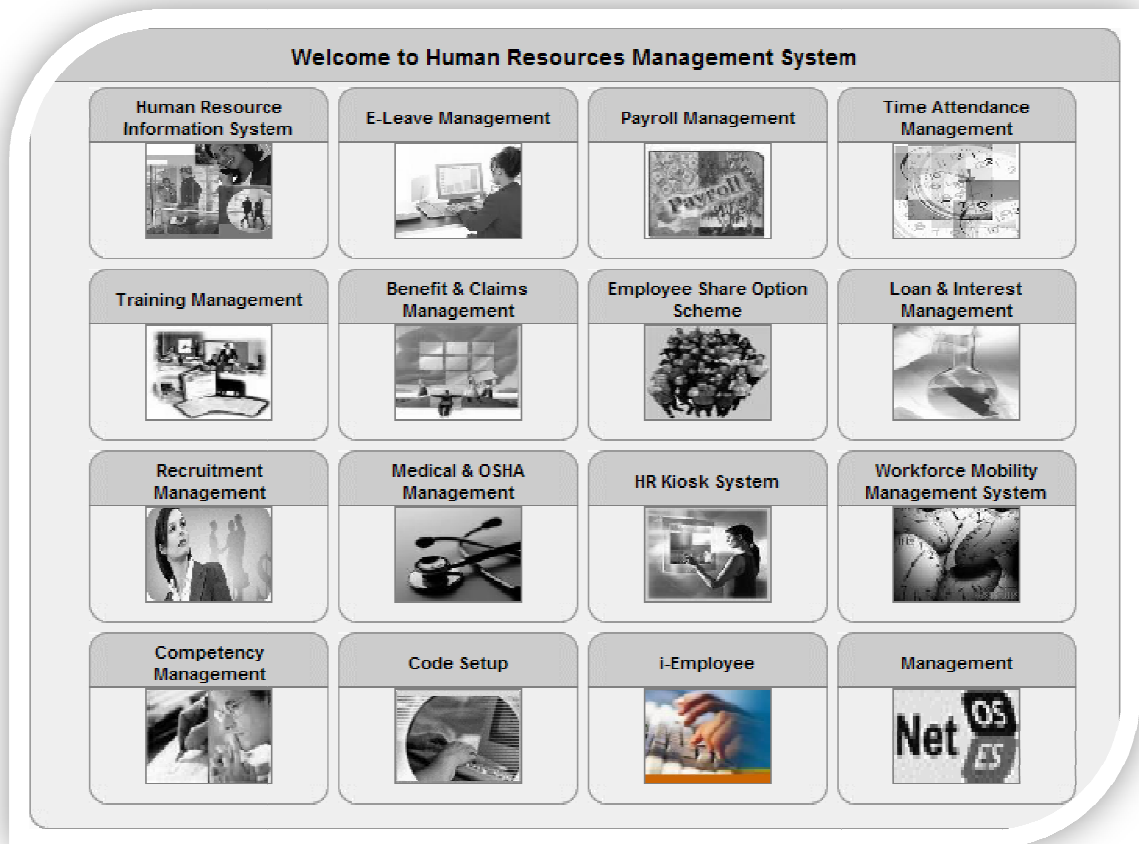 Welcome to Human Resources Management System
Human Resource
Information System
E-Leave Management
Payroll Management
Time Attendance
Management
Payroll
Training Management
Benefit & Claims
Management
Employee Share Option
Scheme
Loan & Interest
Management
Recruitment
Management
Medical & OSHA
Management
HR Kiosk System
Workforce Mobility
Management System
Competency
Management
Code Setup
i-Employee
Management
Net OS
ES